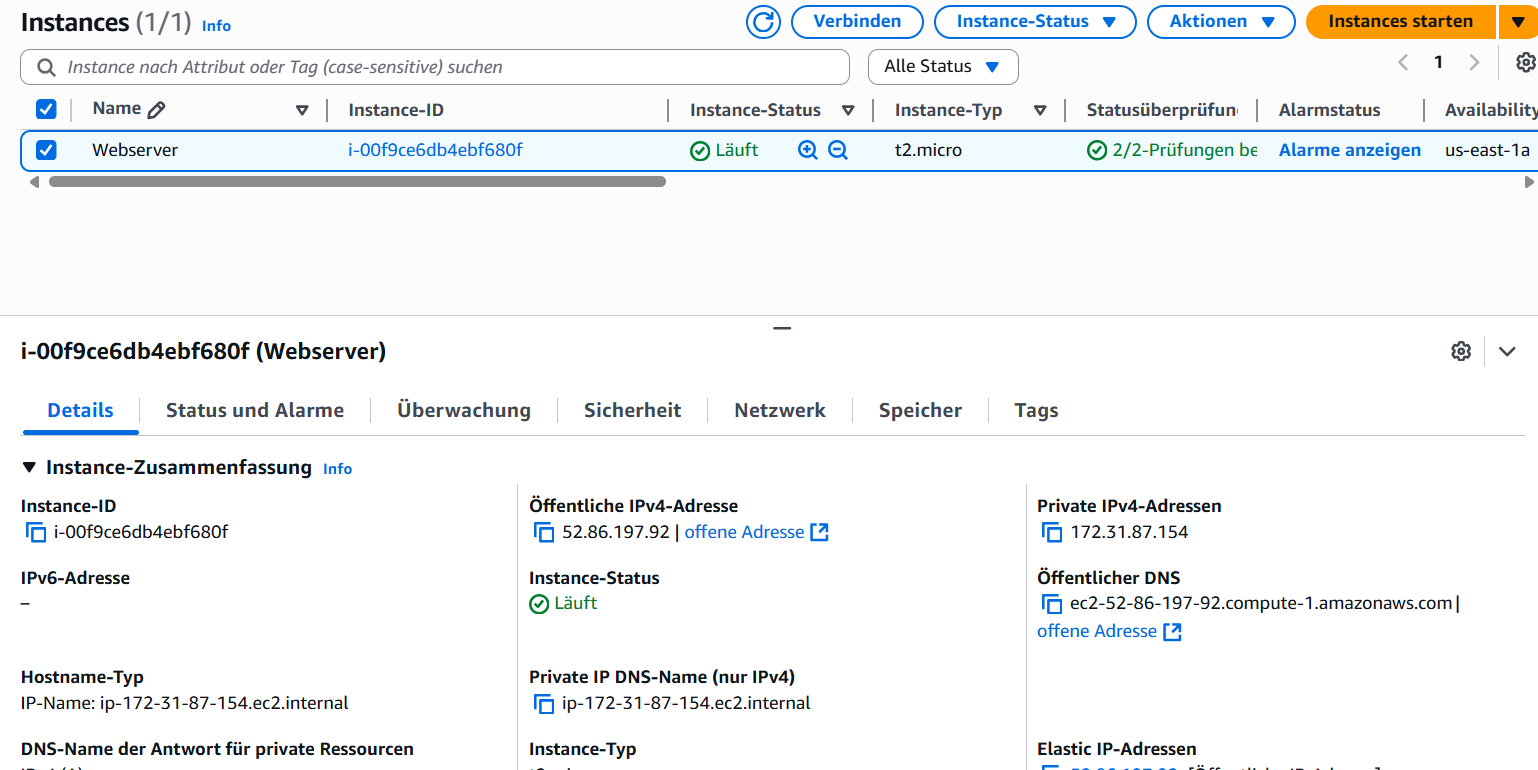 Instances (1/1) Info Verbinden Instance-Status Aktionen Instances starten
Instance nach Attribut oder Tag (case-sensitive) suchen Alle Status 1
Name Instance-ID Instance-Status Instance-Typ Statusüberprüfun Alarmstatus Availability
Webserver i-00f9ce6db4ebf680f Läuft t2.micro 2/2-Prüfungen be Alarme anzeigen us-east-1a
i-00f9ce6db4ebf680f (Webserver)
Details Status und Alarme Überwachung Sicherheit Netzwerk Speicher Tags
Instance-Zusammenfassung Info
Instance-ID Öffentliche IPv4-Adresse Private IPv4-Adressen
i-00f9ce6db4ebf680f 52.86.197.92 | offene Adresse 172.31.87.154
IPv6-Adresse Instance-Status Öffentlicher DNS
– Läuft ec2-52-86-197-92.compute-1.amazonaws.com |
offene Adresse
Hostname-Typ Private IP DNS-Name (nur IPv4)
IP-Name: ip-172-31-87-154.ec2.internal ip-172-31-87-154.ec2.internal
DNS-Name der Antwort für private Ressourcen Instance-Typ Elastic IP-Adressen